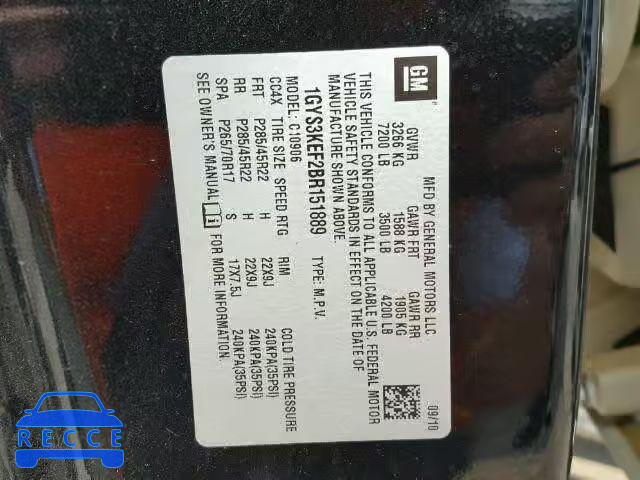 GM
MFD BY GENERAL MOTORS LLC 09/10
GVWR GAWR FRT GAWR RR
3266 KG 1588 KG 1905 KG
7200 LB 3500 LB 4200 LB
THIS VEHICLE CONFORMS TO ALL APPLICABLE U.S. FEDERAL MOTOR
VEHICLE SAFETY STANDARDS IN EFFECT ON THE DATE OF
MANUFACTURE SHOWN ABOVE.
1GYS3KEF2BR151889 TYPE: M.P.V.
MODEL: C10906
CC4X TIRE SIZE SPEED RTG RIM COLD TIRE PRESSURE
FRT P285/45R22 H 22X9J 240KPA(35PSI)
RR P285/45R22 H 22X9J 240KPA(35PSI)
SPA P265/70R17 S 17X7.5J 240KPA(35PSI)
SEE OWNER'S MANUAL FOR MORE INFORMATION.
RECCE